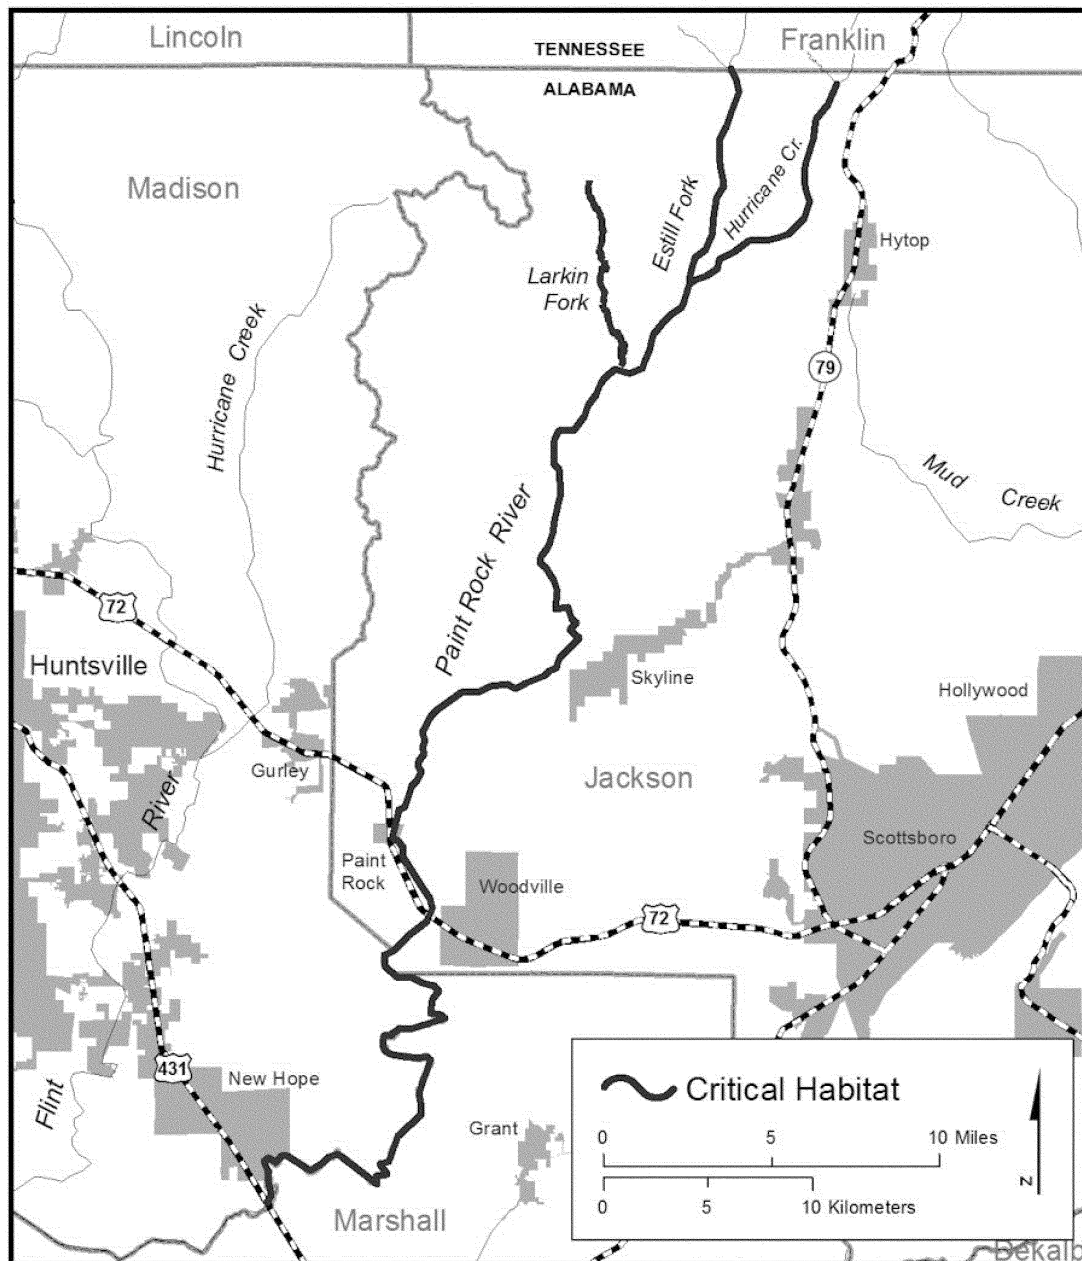 Lincoln
TENNESSEE
Franklin
ALABAMA
Madison
Estill Fork
Hurricane Cr.
Hytop
Larkin
Fork
Hurricane Creek
79
Mud Creek
Paint Rock River
72
Huntsville
Skyline
Hollywood
Gurley
Jackson
River
Scottsboro
Paint
Rock
Woodville
72
431
New Hope
Flint
Grant
Marshall
Critical Habitat
0 5 10 Miles
0 5 10 Kilometers
N
Dekalb